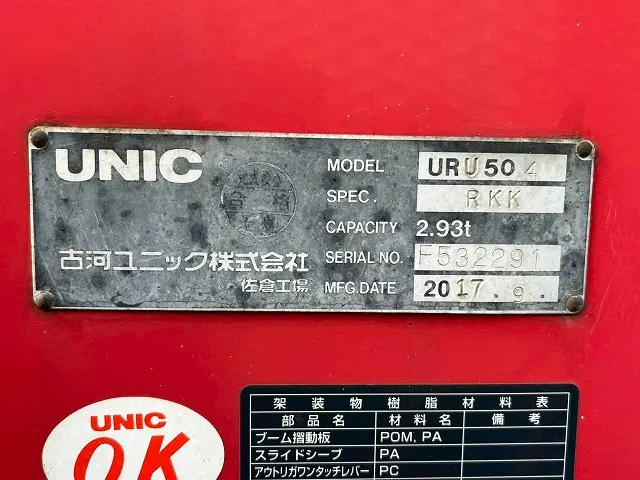 UNIC
MODEL URU504
SPEC. RKK
CAPACITY 2.93t
古河ユニック株式会社
SERIAL NO. F532291
佐倉工場
MFG.DATE 2017.9.
UNIC
OK
架装物樹脂材料表
部品名 材料名 備考
ブーム摺動板 POM, PA
スライドシーブ PA
アウトリガワンタッチレバー PC